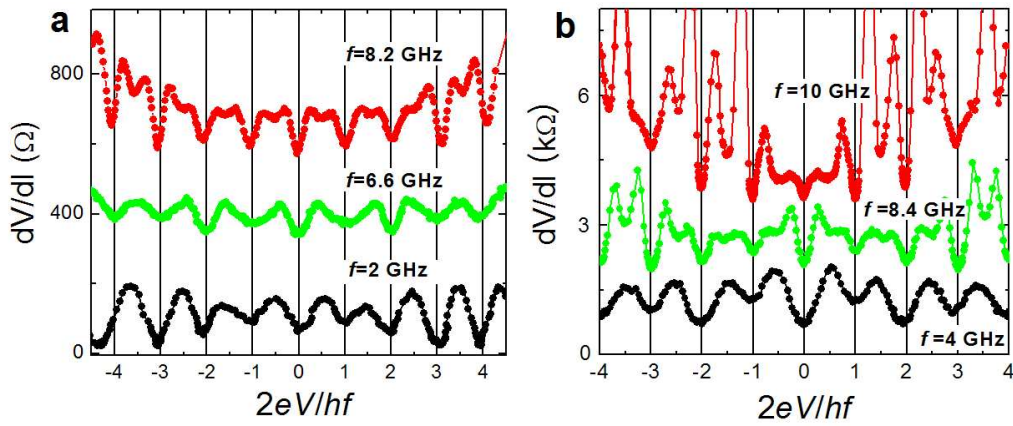 a
dV/dI (Ω)
800
400
0
f=8.2 GHz
f=6.6 GHz
f=2 GHz
-4 -3 -2 -1 0 1 2 3 4
2eV/hf
b
dV/dI (kΩ)
6
3
0
f=10 GHz
f=8.4 GHz
f=4 GHz
-4 -3 -2 -1 0 1 2 3 4
2eV/hf